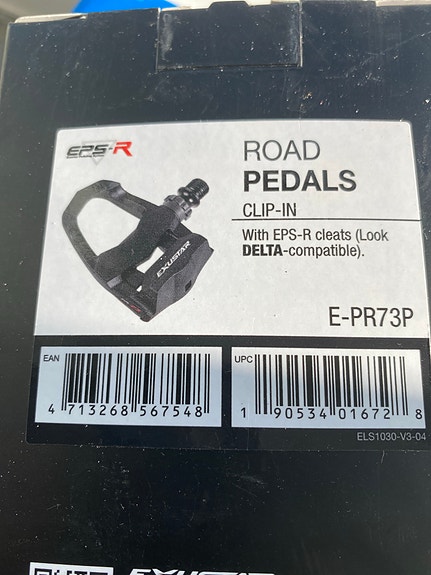 EPS-R
ROAD
PEDALS
CLIP-IN
With EPS-R cleats (Look
DELTA-compatible).
EXUSTAR
E-PR73P
EAN
4 713268 567548
UPC
1 90534 01672 8
ELS1030-V3-04
EXUSTAR